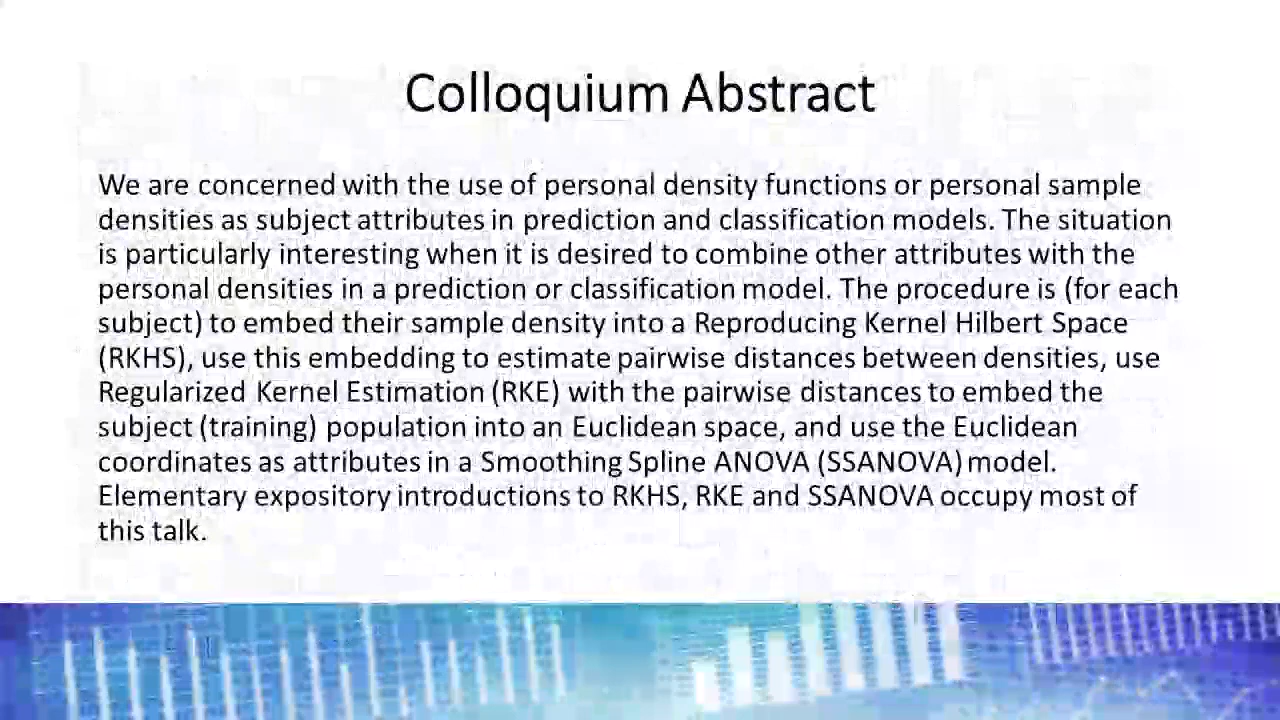 Colloquium Abstract
We are concerned with the use of personal density functions or personal sample
densities as subject attributes in prediction and classification models. The situation
is particularly interesting when it is desired to combine other attributes with the
personal densities in a prediction or classification model. The procedure is (for each
subject) to embed their sample density into a Reproducing Kernel Hilbert Space
(RKHS), use this embedding to estimate pairwise distances between densities, use
Regularized Kernel Estimation (RKE) with the pairwise distances to embed the
subject (training) population into an Euclidean space, and use the Euclidean
coordinates as attributes in a Smoothing Spline ANOVA (SSANOVA) model.
Elementary expository introductions to RKHS, RKE and SSANOVA occupy most of
this talk.